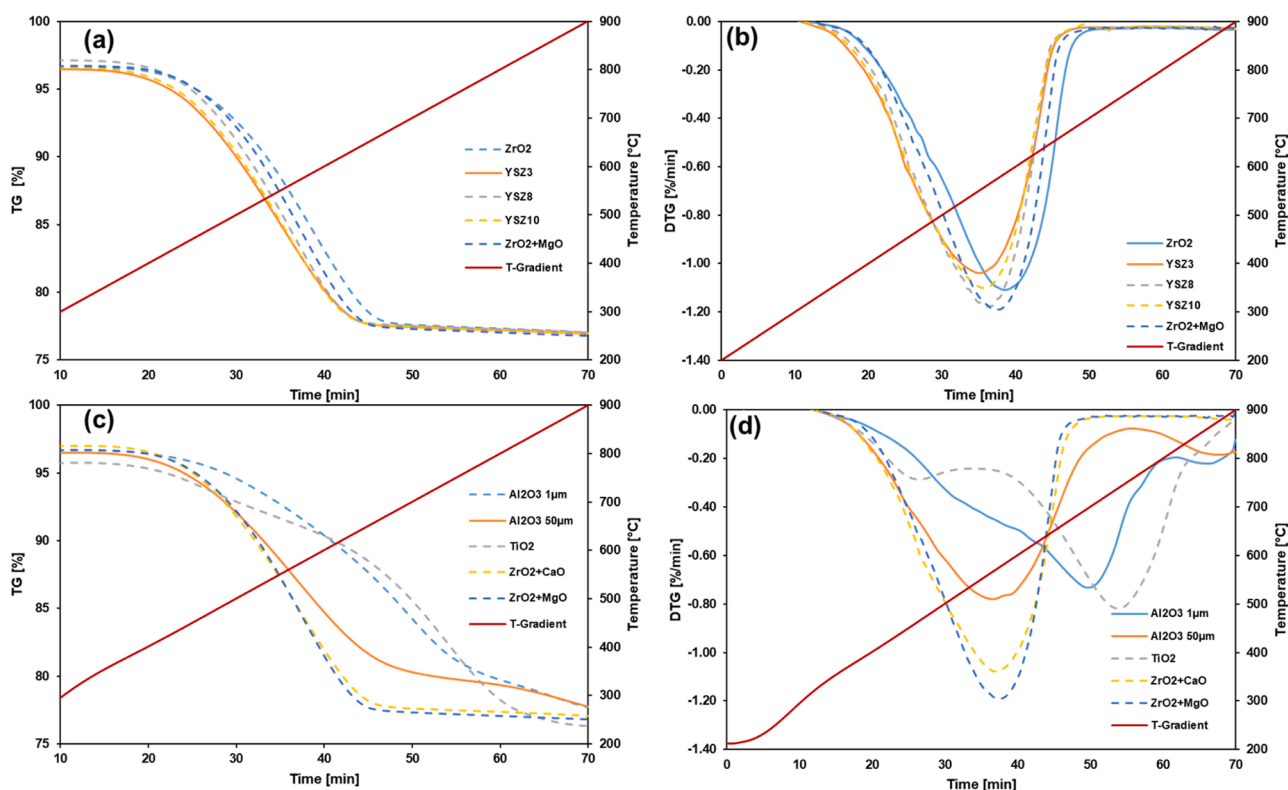 (a)
100
95
90
85
80
75
TG [%]
10 20 30 40 50 60 70
Time [min]
900
800
700
600
500
400
300
200
Temperature [°C]
ZrO2
YSZ3
YSZ8
YSZ10
ZrO2+MgO
T-Gradient
(b)
0.00
-0.20
-0.40
-0.60
-0.80
-1.00
-1.20
-1.40
DTG [%/min]
0 10 20 30 40 50 60 70
Time [min]
900
800
700
600
500
400
300
200
Temperature [°C]
ZrO2
YSZ3
YSZ8
YSZ10
ZrO2+MgO
T-Gradient
(c)
100
95
90
85
80
75
TG [%]
10 20 30 40 50 60 70
Time [min]
900
800
700
600
500
400
300
200
Temperature [°C]
Al2O3 1µm
Al2O3 50µm
TiO2
ZrO2+CaO
ZrO2+MgO
T-Gradient
(d)
0.00
-0.20
-0.40
-0.60
-0.80
-1.00
-1.20
-1.40
DTG [%/min]
0 10 20 30 40 50 60 70
Time [min]
900
800
700
600
500
400
300
200
Temperature [°C]
Al2O3 1µm
Al2O3 50µm
TiO2
ZrO2+CaO
ZrO2+MgO
T-Gradient